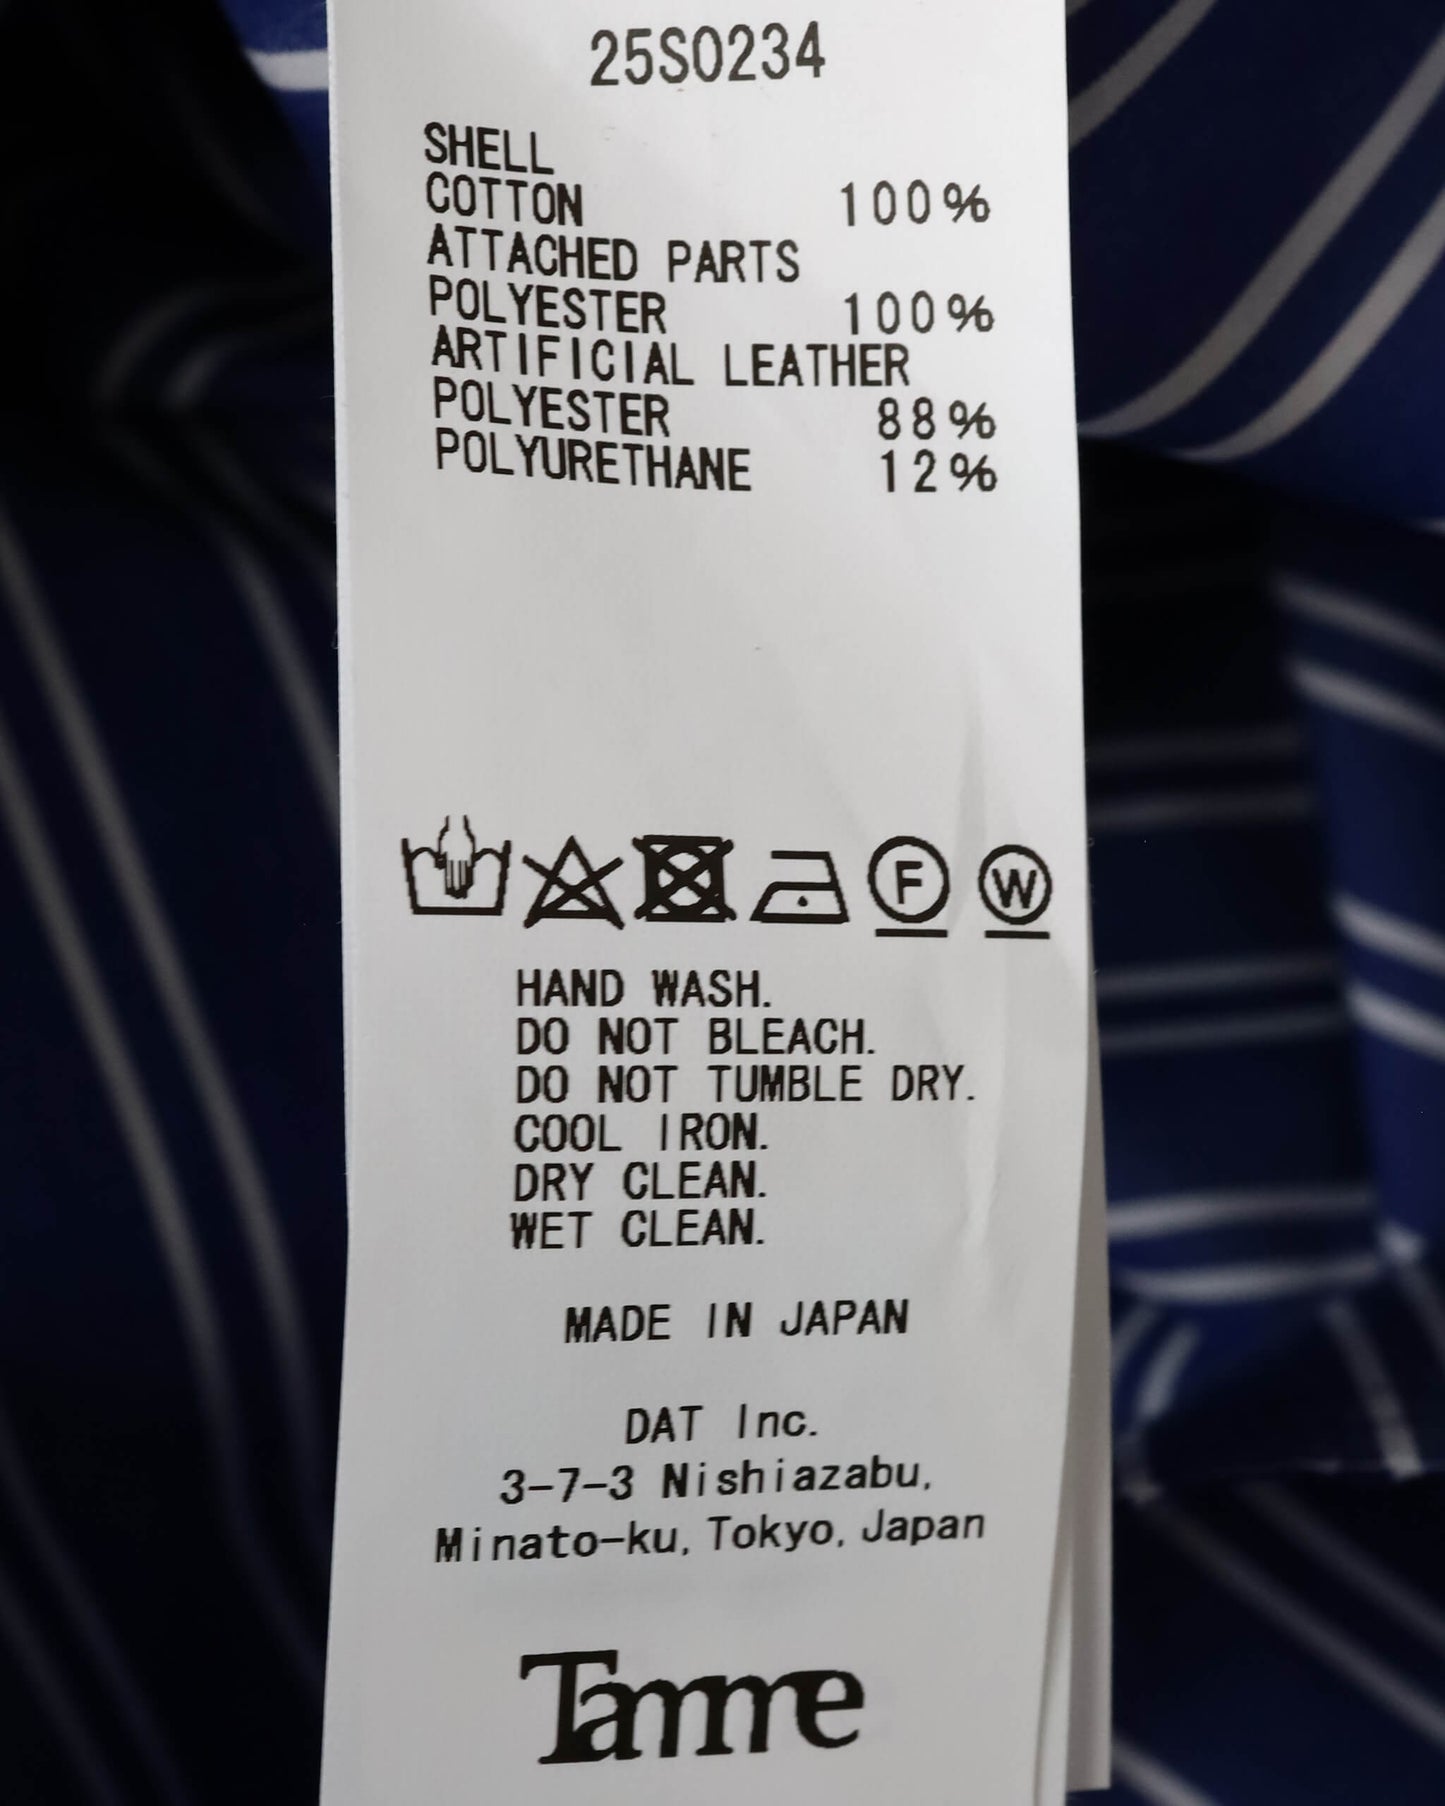 25S0234
SHELL
COTTON 100%
ATTACHED PARTS
POLYESTER 100%
ARTIFICIAL LEATHER
POLYESTER 88%
POLYURETHANE 12%
F W
HAND WASH.
DO NOT BLEACH.
DO NOT TUMBLE DRY.
COOL IRON.
DRY CLEAN.
WET CLEAN.
MADE IN JAPAN
DAT Inc.
3-7-3 Nishiazabu,
Minato-ku, Tokyo, Japan
Tamme